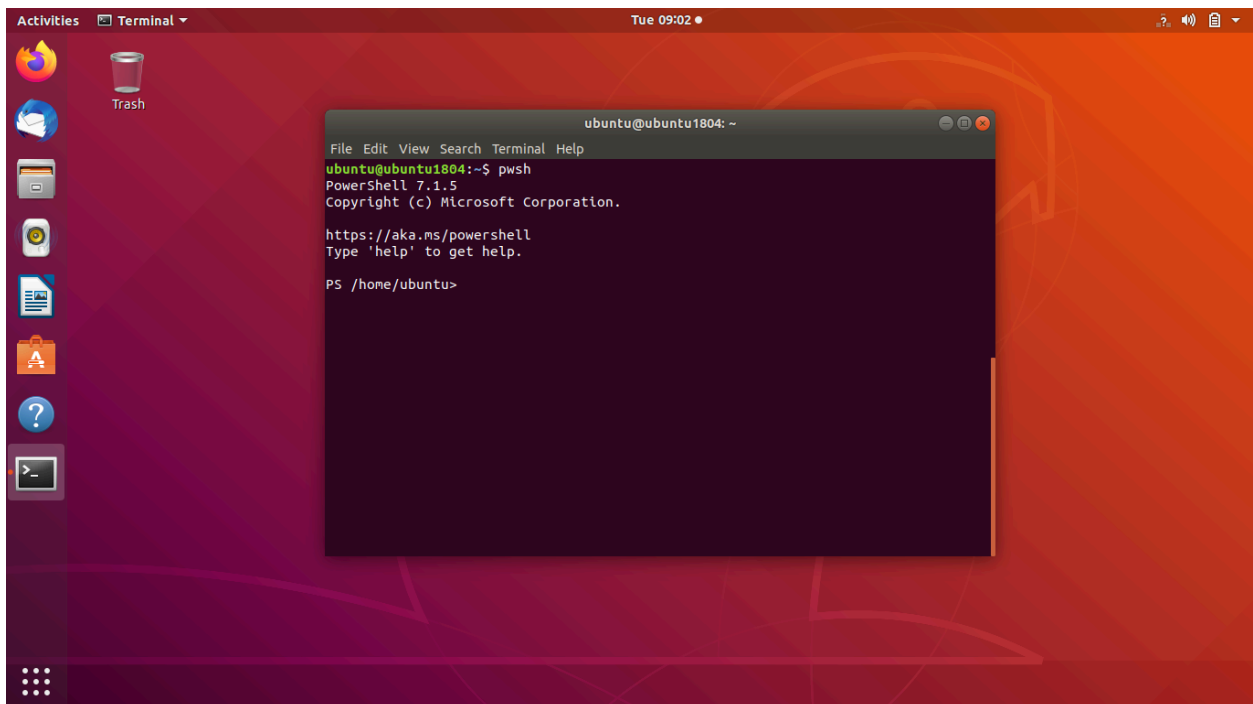 Activities Terminal Tue 09:02
Trash
ubuntu@ubuntu1804: ~
File Edit View Search Terminal Help
ubuntu@ubuntu1804:~$ pwsh
PowerShell 7.1.5
Copyright (c) Microsoft Corporation.
https://aka.ms/powershell
Type 'help' to get help.
PS /home/ubuntu>